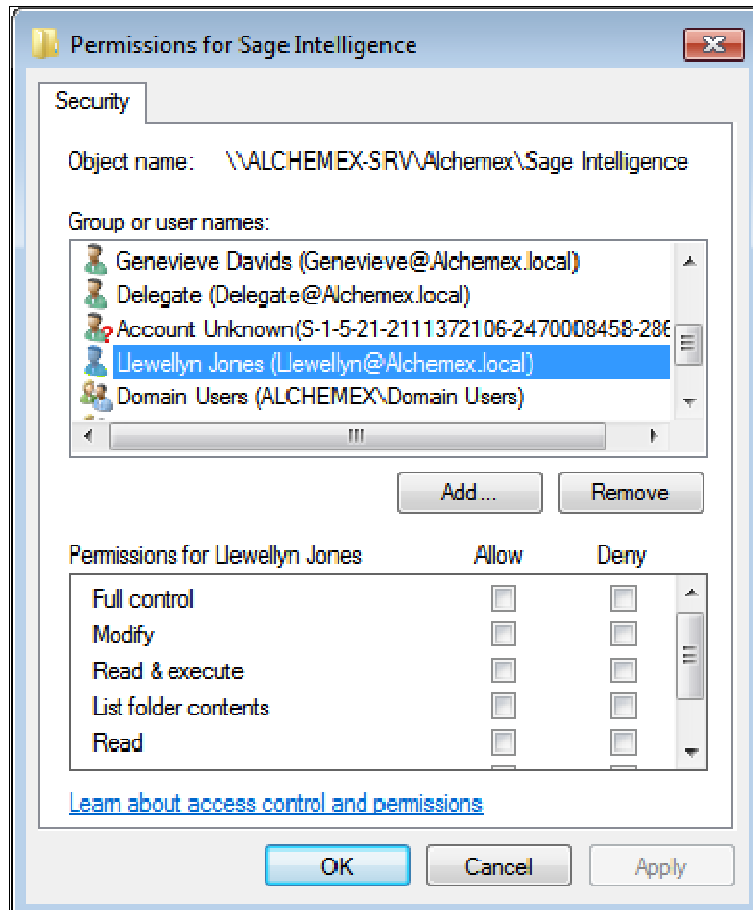 Permissions for Sage Intelligence
Security
Object name: \\ALCHEMEX-SRV\Alchemex\Sage Intelligence
Group or user names:
Genevieve Davids (Genevieve@Alchemex.local)
Delegate (Delegate@Alchemex.local)
Account Unknown(S-1-5-21-2111372106-2470008458-286
Llewellyn Jones (Llewellyn@Alchemex.local)
Domain Users (ALCHEMEX\Domain Users)
Add ... Remove
Permissions for Llewellyn Jones Allow Deny
Full control
Modify
Read & execute
List folder contents
Read
Learn about access control and permissions
OK Cancel Apply